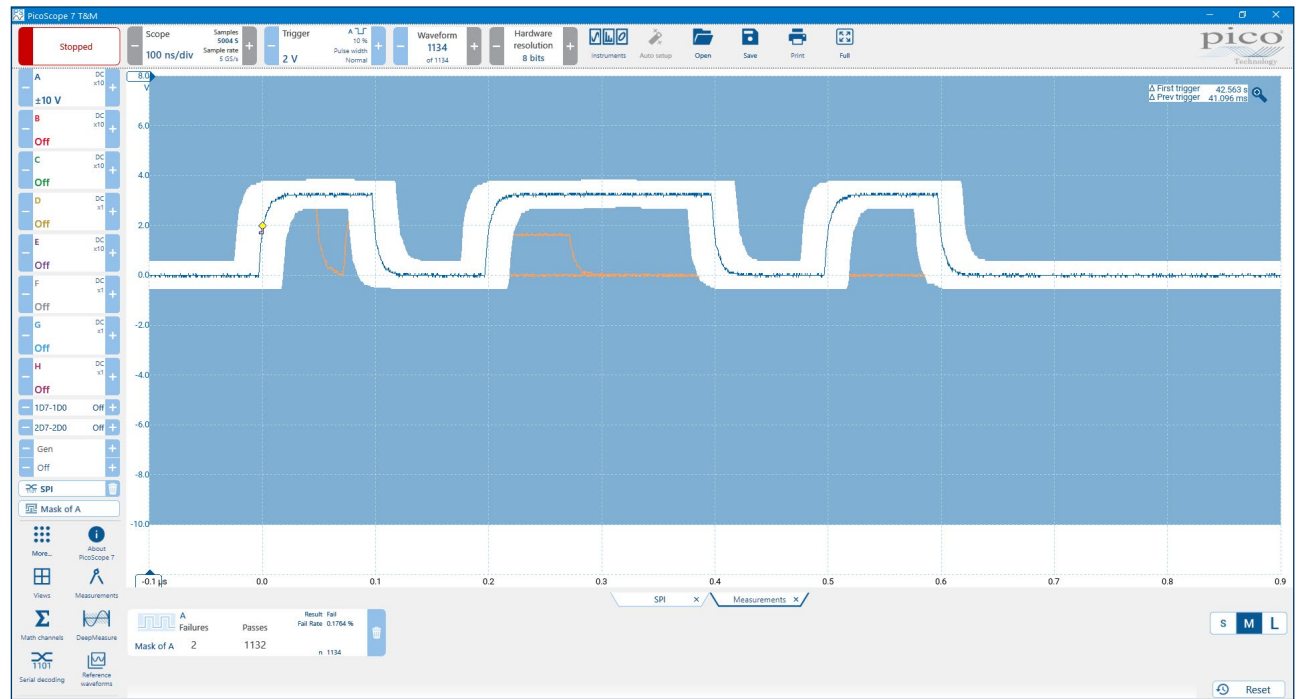 PicoScope 7 T&M
Stopped
Scope
100 ns/div
Samples
5004 S
Sample rate
5 GS/s
Trigger
2 V
A
10 %
Pulse width
Normal
Waveform
1134
of 1134
Hardware
resolution
8 bits
Instruments
Auto setup
Open
Save
Print
Full
pico
Technology
A DC
x10
±10 V
B DC
x10
Off
C DC
x10
Off
D DC
x1
Off
E DC
x10
Off
F DC
x1
Off
G DC
x1
Off
H DC
x1
Off
1D7-1D0 Off
2D7-2D0 Off
Gen
Off
SPI
Mask of A
More...
About
PicoScope 7
Views
Measurements
Math channels
DeepMeasure
1101
Serial decoding
Reference
waveforms
8.0
V
6.0
4.0
2.0
0.0
-2.0
-4.0
-6.0
-8.0
-10.0
Δ First trigger 42.563 s
Δ Prev trigger 41.096 ms
-0.1 µs 0.0 0.1 0.2 0.3 0.4 0.5 0.6 0.7 0.8 0.9
SPI × Measurements ×
A
Failures Passes
Result Fail
Fail Rate 0.1764 %
Mask of A 2 1132
n 1134
S M L
Reset